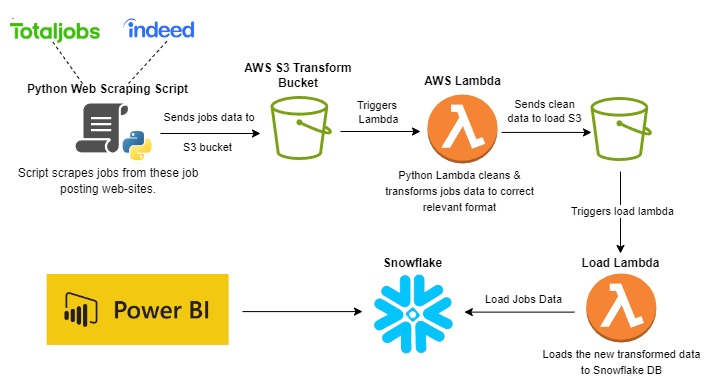 Totaljobs
indeed
Python Web Scraping Script
Sends jobs data to
S3 bucket
Script scrapes jobs from these job
posting web-sites.
AWS S3 Transform
Bucket
Triggers
Lambda
AWS Lambda
Python Lambda cleans &
transforms jobs data to correct
relevant format
Sends clean
data to load S3
Triggers load lambda
Load Lambda
Loads the new transformed data
to Snowflake DB
Load Jobs Data
Snowflake
Power BI